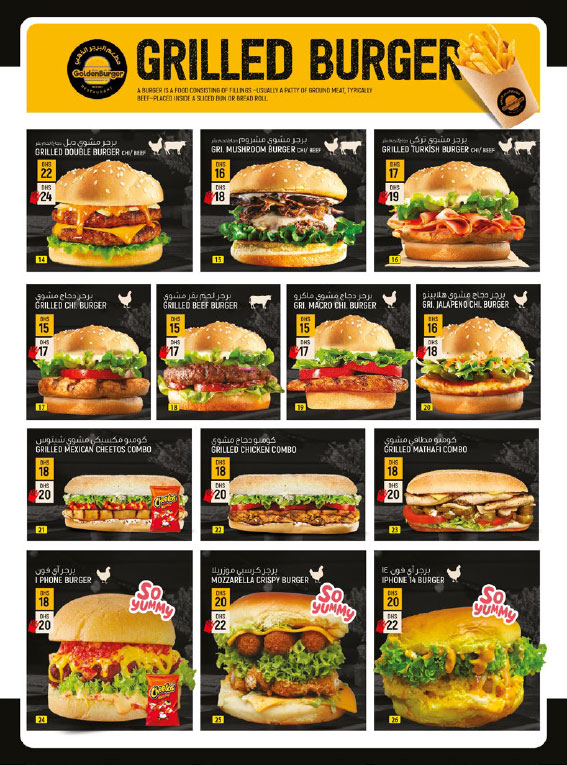 GoldenBurger
RESTAURANT
GRILLED BURGER
A BURGER IS A FOOD CONSISTING OF FILLINGS -USUALLY A PATTY OF GROUND MEAT, TYPICALLY
BEEF-PLACED INSIDE A SLICED BUN OR BREAD ROLL.
برجر مشوي دبل
GRILLED DOUBLE BURGER CHI/ BEEF
DHS
22
DHS
24
14
برجر مشوي مشروم
GRI. MUSHROOM BURGER CHI/ BEEF
DHS
16
DHS
18
15
برجر مشوي تركي
GRILLED TURKISH BURGER CHI/ BEEF
DHS
17
DHS
19
16
برجر دجاج مشوي
GRILLED CHI. BURGER
DHS
15
DHS
17
17
برجر لحم بقر مشوي
GRILLED BEEF BURGER
DHS
15
DHS
17
18
برجر دجاج مشوي ماكرو
GRI. MACRO CHI. BURGER
DHS
15
DHS
17
19
برجر دجاج مشوي هلابينو
GRI. JALAPENO CHI. BURGER
DHS
16
DHS
18
20
كومبو مكسيكي مشوي شيتوس
GRILLED MEXICAN CHEETOS COMBO
DHS
18
DHS
20
Cheetos
21
كومبو دجاج مشوي
GRILLED CHICKEN COMBO
DHS
18
DHS
20
22
كومبو مطافي مشوي
GRILLED MATHAFI COMBO
DHS
18
DHS
20
23
برجر آي فون
I PHONE BURGER
DHS
18
DHS
20
SO
YUMMY
Cheetos
24
برجر كرسبي موزريلا
MOZZARELLA CRISPY BURGER
DHS
20
DHS
22
SO
YUMMY
25
برجر آي فون ١٤
IPHONE 14 BURGER
DHS
20
DHS
22
SO
YUMMY
26